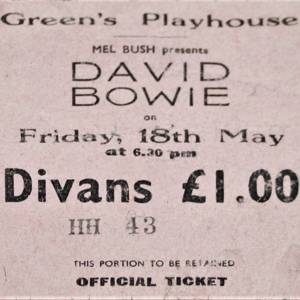 Green's Playhouse
MEL BUSH presents
DAVID
BOWIE
on
Friday, 18th May
at 6.30 pm
Divans £1.00
HH 43
THIS PORTION TO BE RETAINED
OFFICIAL TICKET